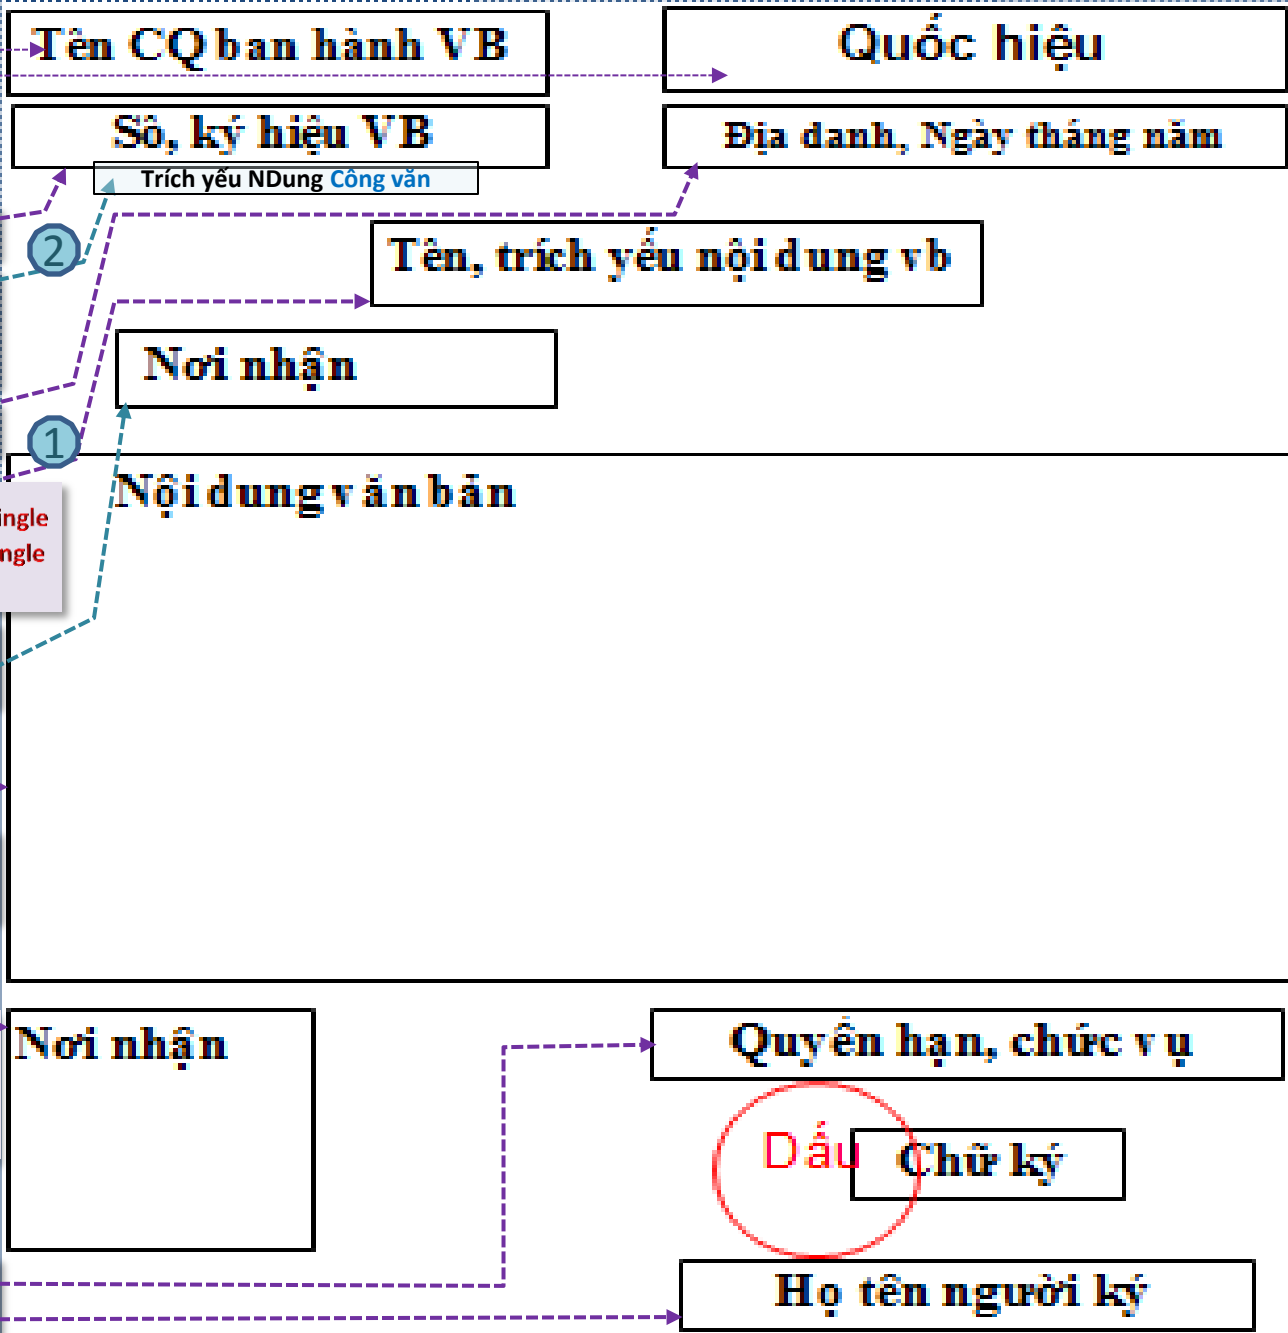 Tên CQ ban hành VB
Quốc hiệu
Số, ký hiệu VB
Địa danh, Ngày tháng năm
Trích yếu NDung Công văn
2
Tên, trích yếu nội dung vb
Nơi nhận
1
Nội dung văn bản
ingle
ngle
Nơi nhận
Quyền hạn, chức vụ
Dấu
Chữ ký
Họ tên người ký